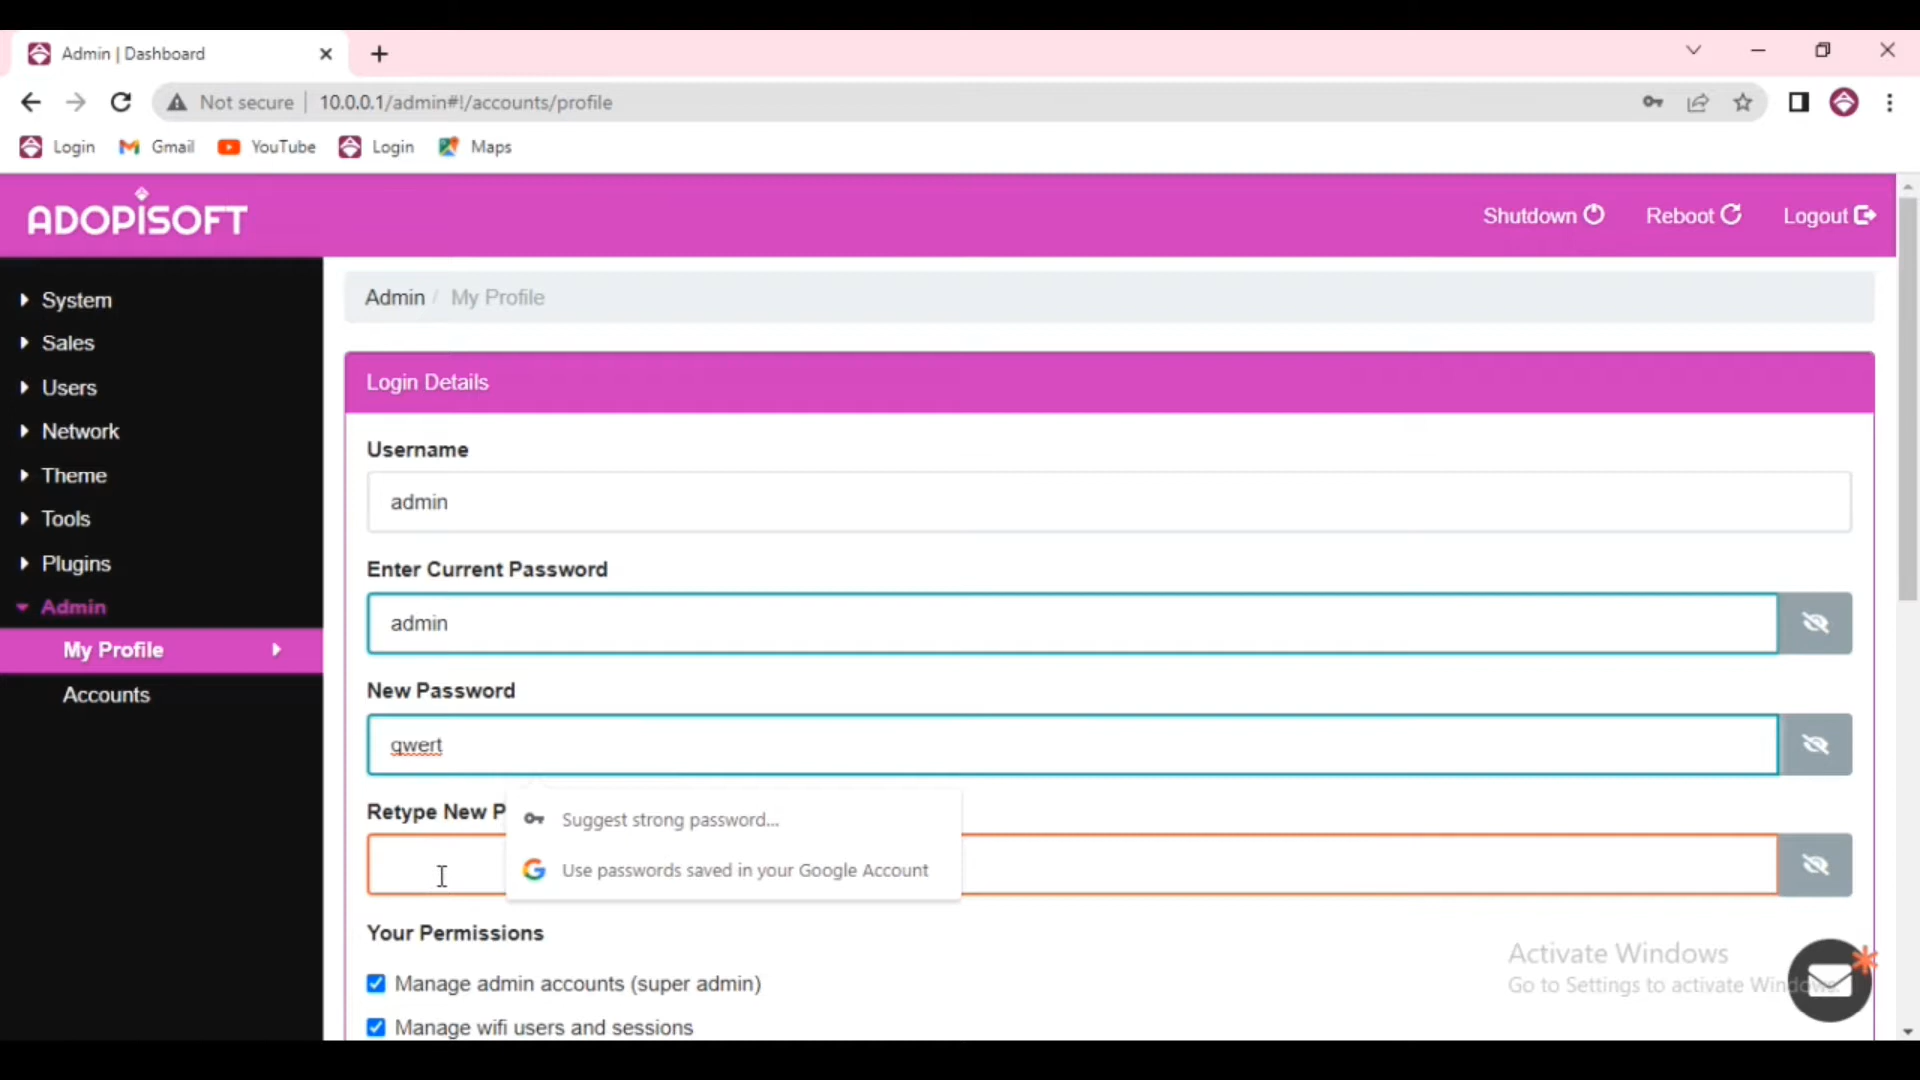 Admin | Dashboard
Not secure 10.0.0.1/admin#!/accounts/profile
Login Gmail YouTube Login Maps
ADOPISOFT
Shutdown Reboot Logout
System
Sales
Users
Network
Theme
Tools
Plugins
Admin
My Profile
Accounts
Admin / My Profile
Login Details
Username
admin
Enter Current Password
admin
New Password
qwert
Retype New P
Suggest strong password...
Use passwords saved in your Google Account
Your Permissions
Manage admin accounts (super admin)
Manage wifi users and sessions
Activate Windows
Go to Settings to activate Windows.